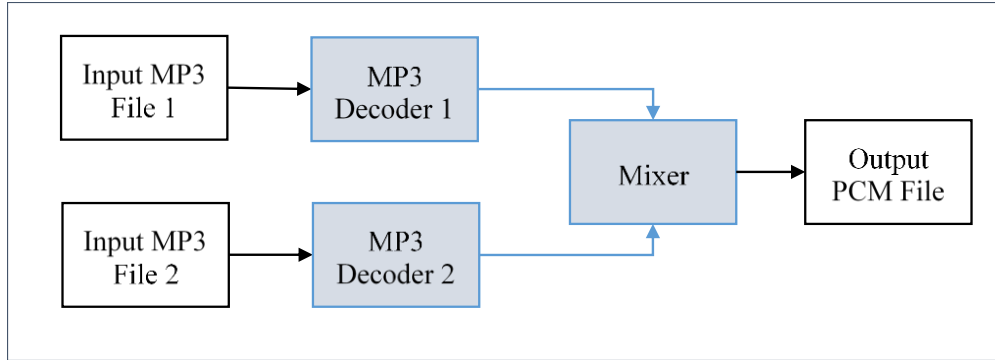 Input MP3
File 1
MP3
Decoder 1
Mixer
Output
PCM File
Input MP3
File 2
MP3
Decoder 2